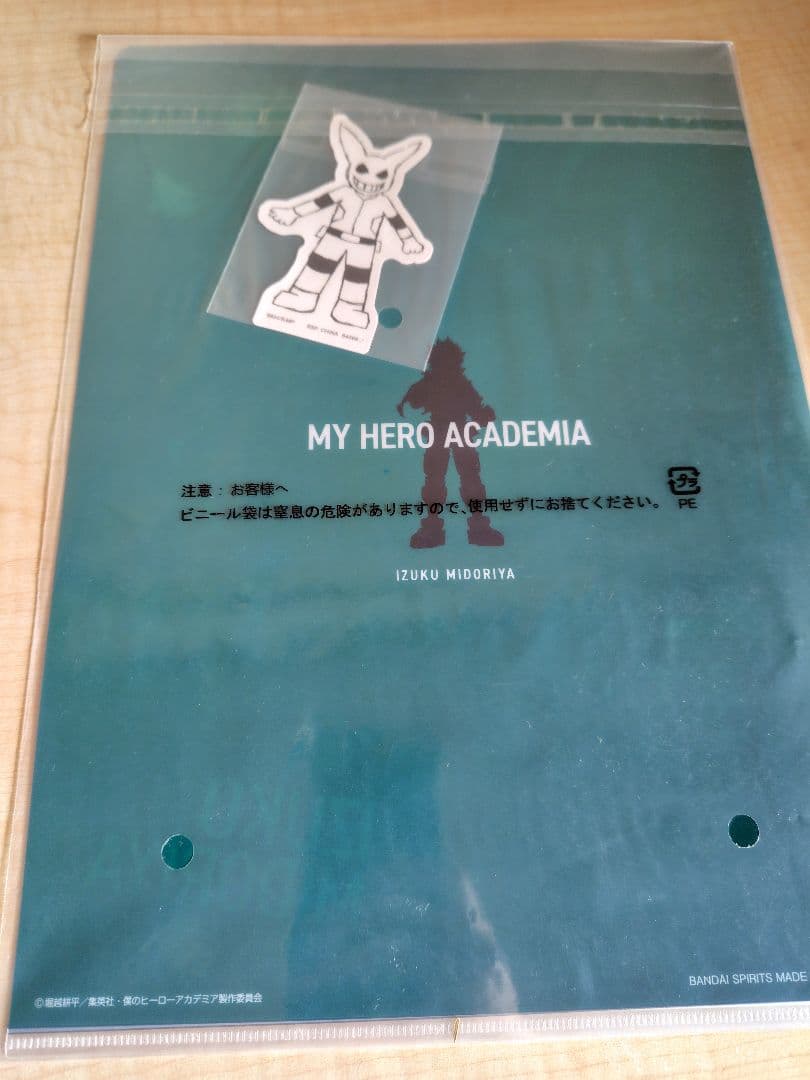 MY HERO ACADEMIA
注意：お客様へ
ビニール袋は窒息の危険がありますので、使用せずにお捨てください。
プラ
PE
IZUKU MIDORIYA
BANDAI SPIRITS MADE
©堀越耕平／集英社・僕のヒーローアカデミア製作委員会